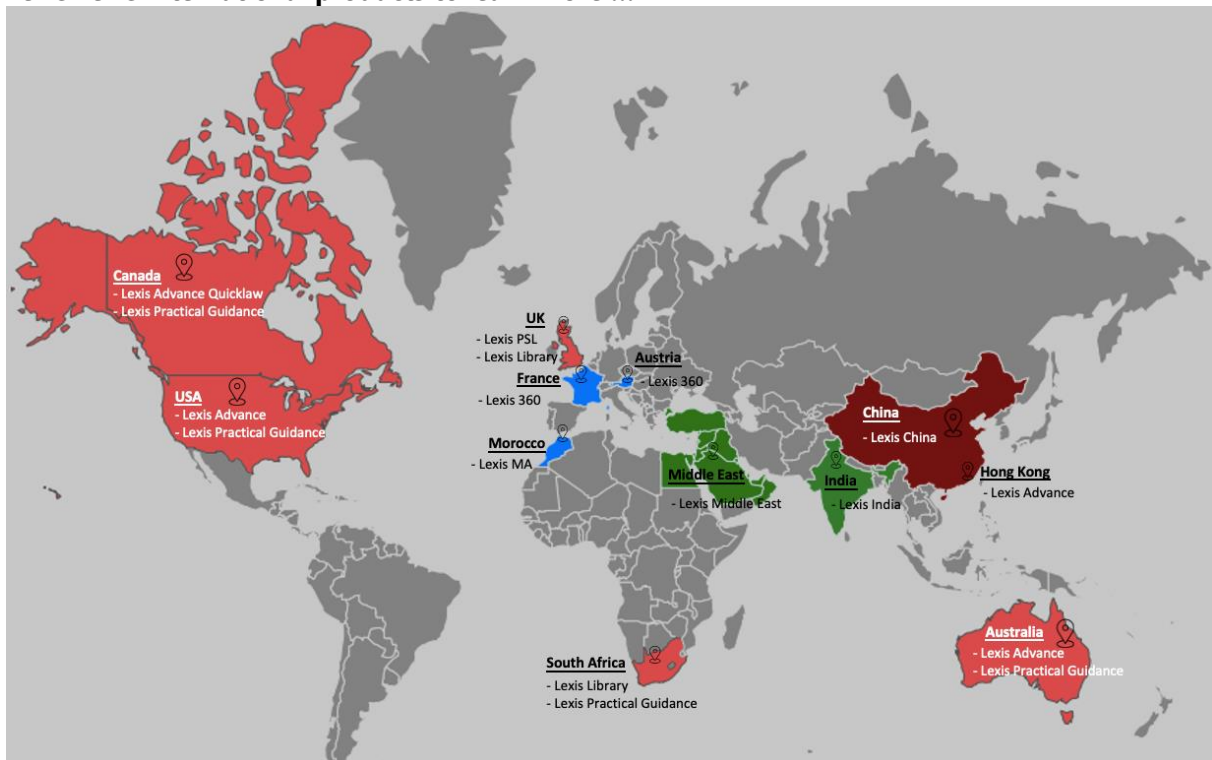 Canada
- Lexis Advance Quicklaw
- Lexis Practical Guidance
USA
- Lexis Advance
- Lexis Practical Guidance
UK
- Lexis PSL
- Lexis Library
France
- Lexis 360
Austria
- Lexis 360
Morocco
- Lexis MA
Middle East
- Lexis Middle East
India
- Lexis India
China
- Lexis China
Hong Kong
- Lexis Advance
South Africa
- Lexis Library
- Lexis Practical Guidance
Australia
- Lexis Advance
- Lexis Practical Guidance